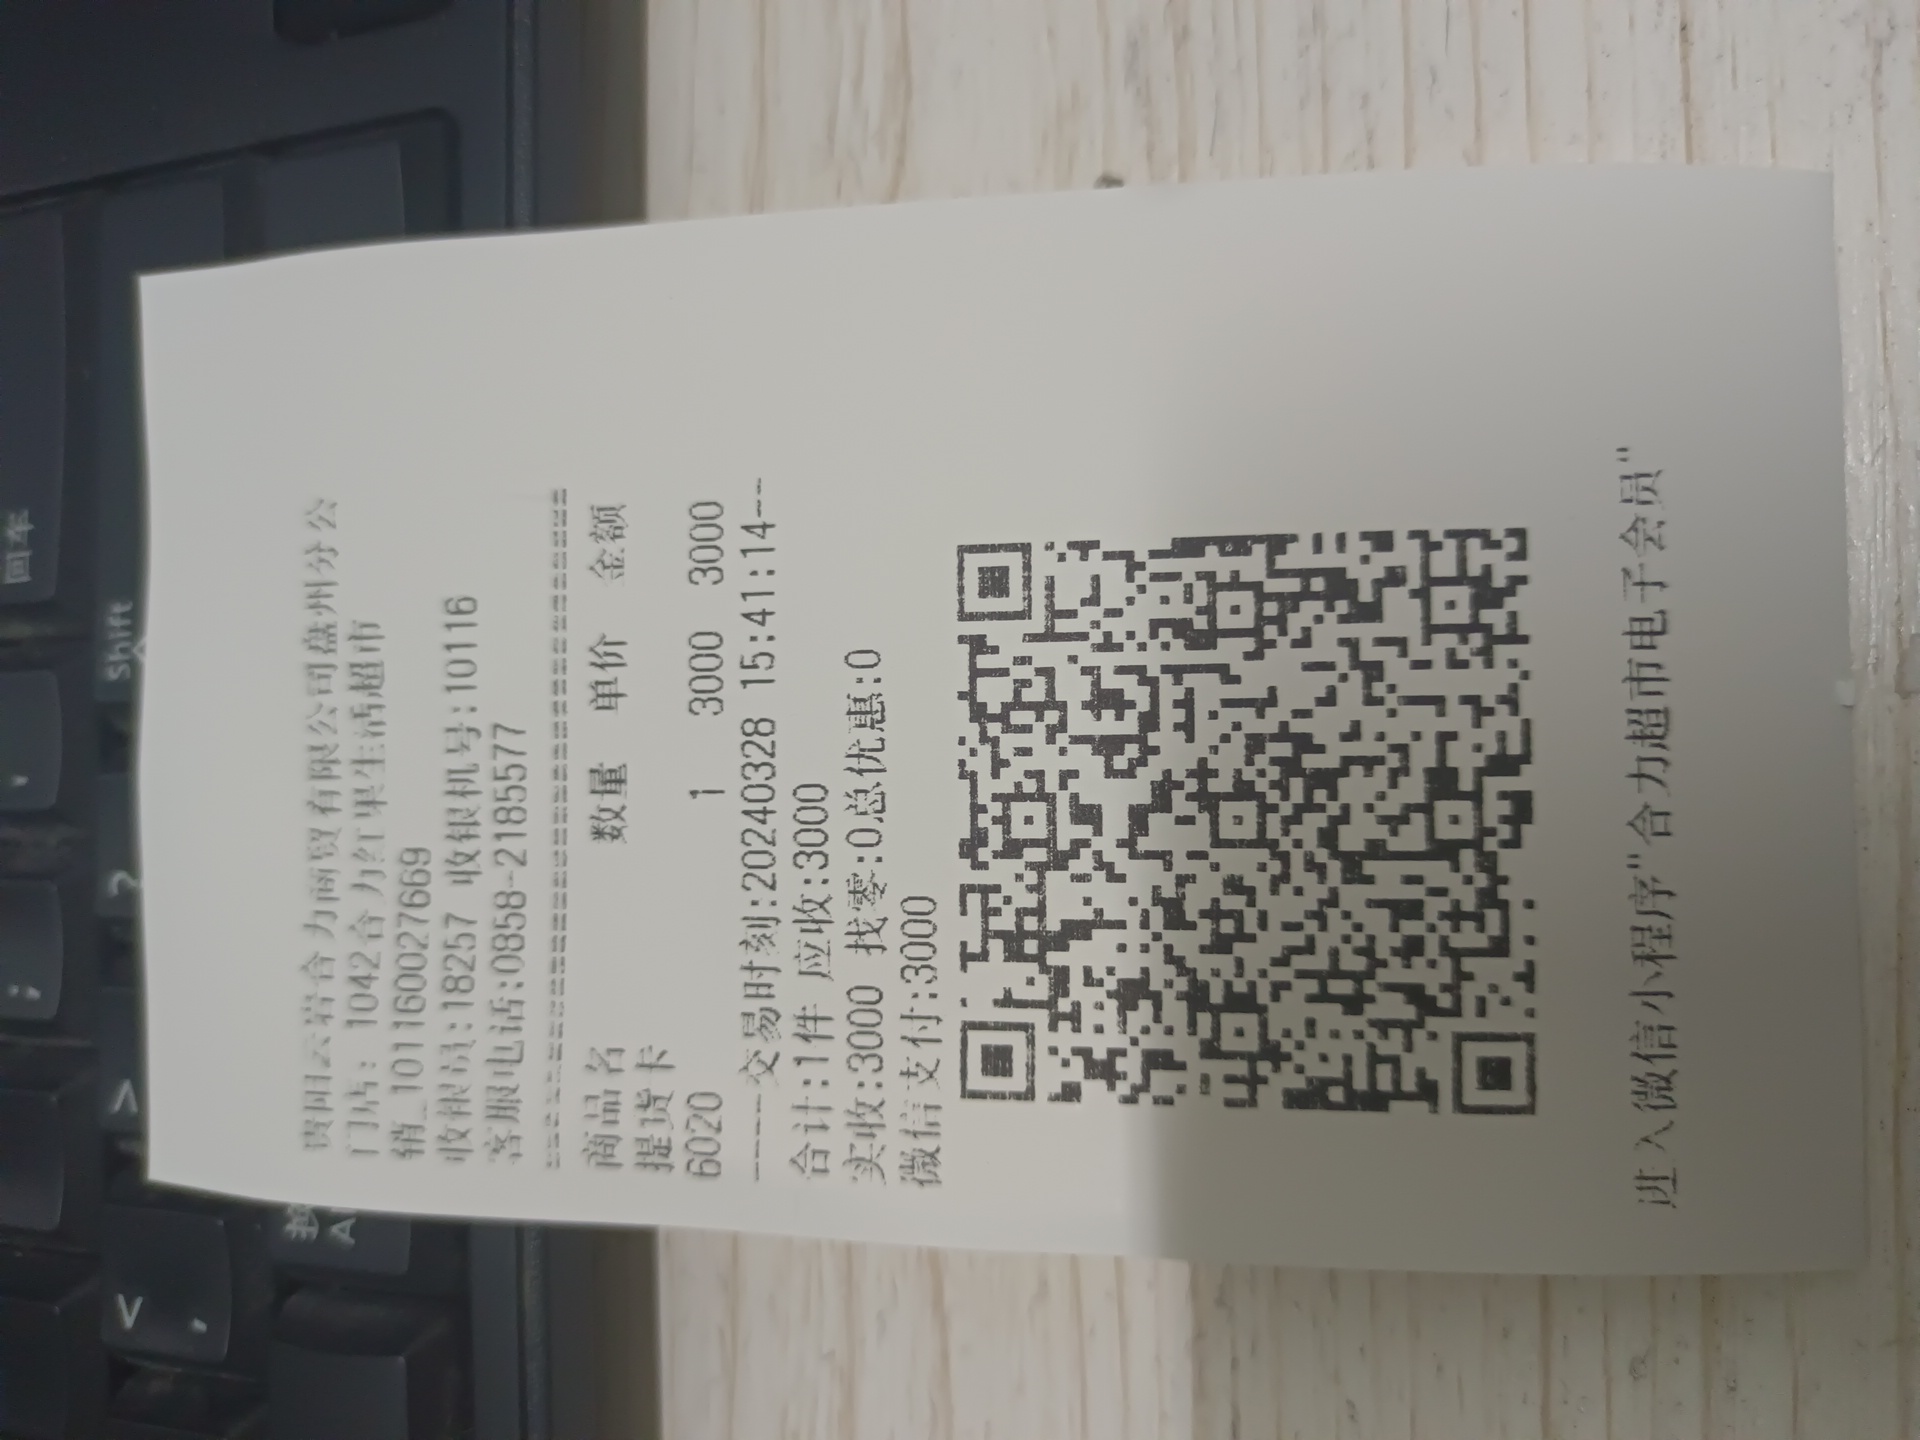 贵阳云岩合力商贸有限公司盘州分公
门店: 1042合力红果生活超市
销_1011600027669
收银员:18257 收银机号:10116
客服电话:0858-2185577
商品名 数量 单价 金额
提货卡
6020 1 3000 3000
----交易时刻:20240328 15:41:14---
合计:1件 应收:3000
实收:3000 找零:0总优惠:0
微信支付:3000
进入微信小程序"合力超市电子会员"
回车
Shift
?
;
>
<
,